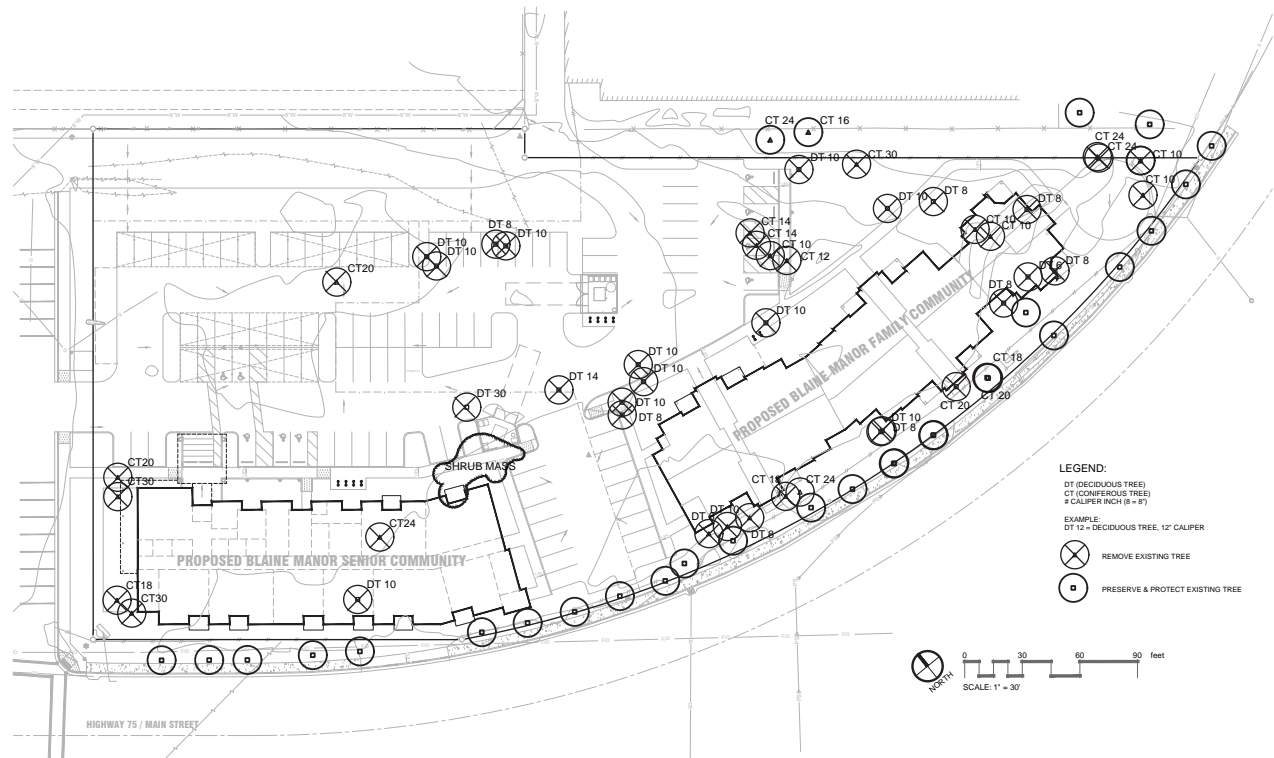 CT 24
CT 16
CT 24
CT 24
CT 30
DT 10
CT 10
CT 10
DT 10
DT 8
DT 8
CT 14
CT 14
CT 10
CT 12
CT 10
CT 10
DT 8
DT 10
DT 10
DT 10
CT20
DT 6
DT 8
DT 8
DT 10
DT 10
DT 10
DT 14
DT 30
DT 10
DT 8
CT 18
CT 20
CT 20
PROPOSED BLAINE MANOR FAMILY COMMUNITY
DT 10
DT 8
SHRUB MASS
CT20
CT30
CT 24
DT 10
DT 8
CT24
PROPOSED BLAINE MANOR SENIOR COMMUNITY
CT18
CT30
DT 10
HIGHWAY 75 / MAIN STREET
LEGEND:
DT (DECIDUOUS TREE)
CT (CONIFEROUS TREE)
# CALIPER INCH (8 = 8")
EXAMPLE:
DT 12 = DECIDUOUS TREE, 12" CALIPER
REMOVE EXISTING TREE
PRESERVE & PROTECT EXISTING TREE
NORTH
0 30 60 90 feet
SCALE: 1" = 30'